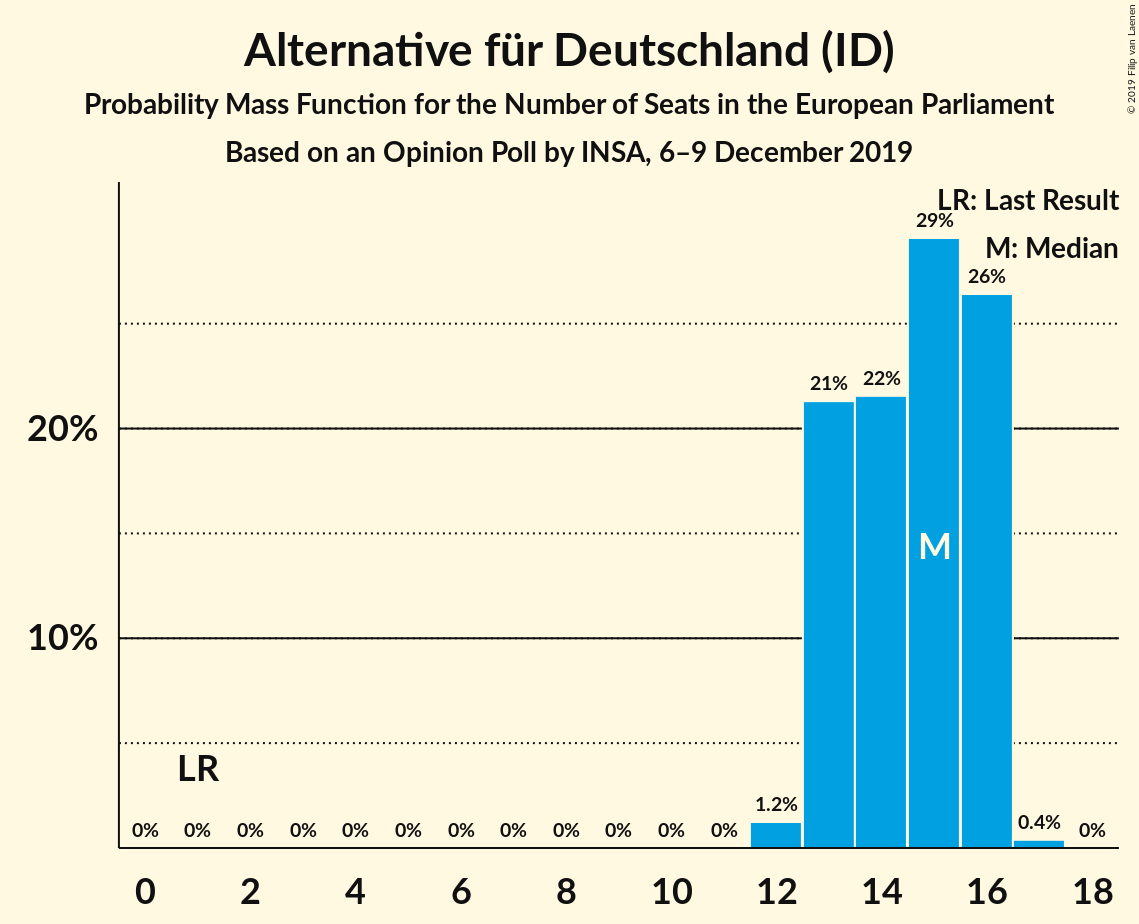 Alternative für Deutschland (ID)
Probability Mass Function for the Number of Seats in the European Parliament
Based on an Opinion Poll by INSA, 6–9 December 2019
© 2019 Filip van Laenen
LR: Last Result
M: Median
29%
26%
21%
22%
20%
M
10%
LR
0%
0%
0%
0%
0%
0%
0%
0%
0%
0%
0%
0%
1.2%
0.4%
0%
0 2 4 6 8 10 12 14 16 18